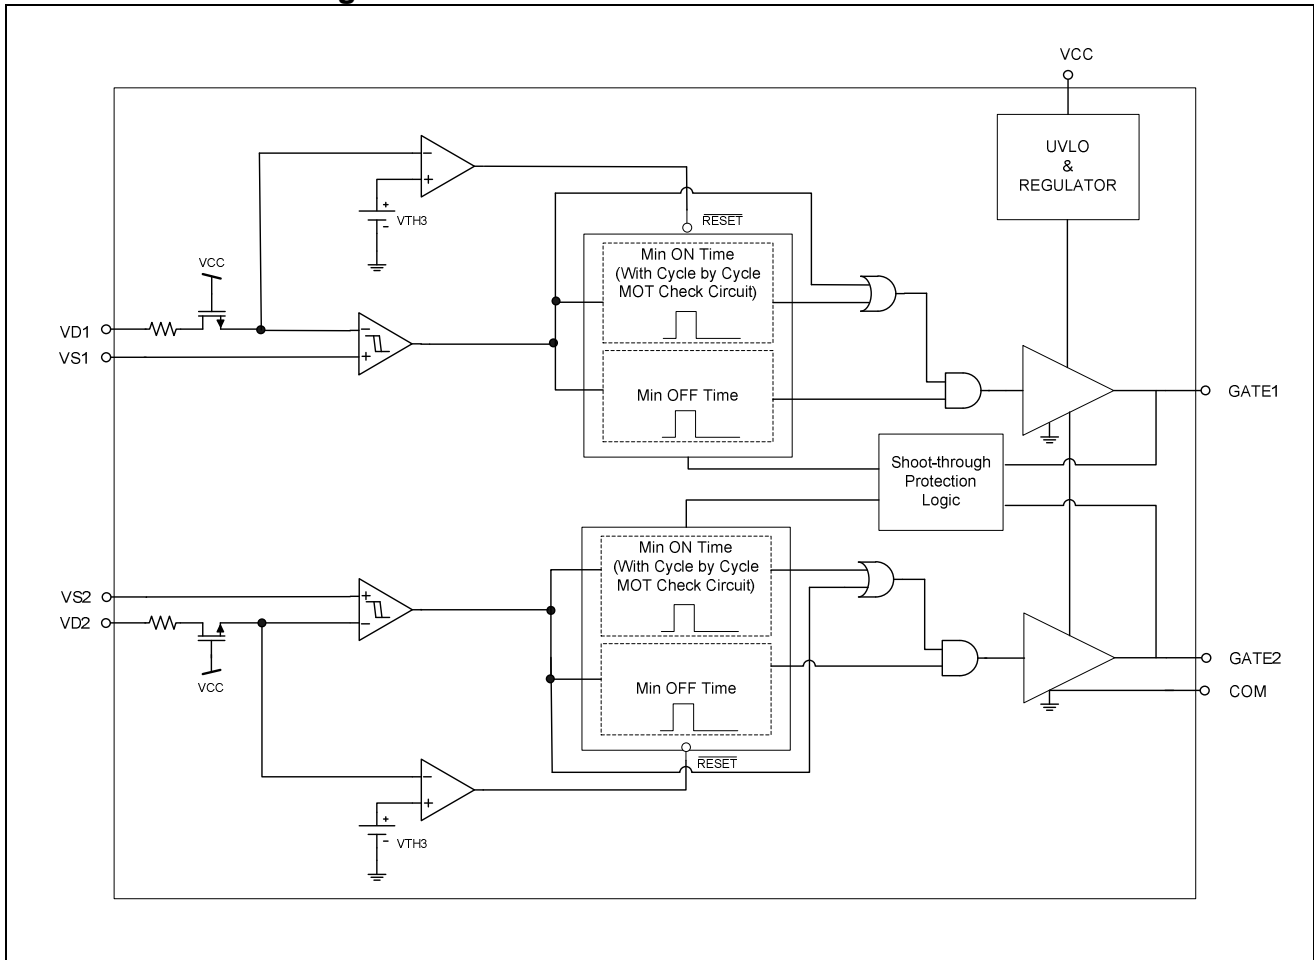 VCC
UVLO
&
REGULATOR
VTH3
RESET
VCC
Min ON Time
(With Cycle by Cycle
MOT Check Circuit)
VD1
VS1
Min OFF Time
GATE1
Shoot-through
Protection
Logic
Min ON Time
(With Cycle by Cycle
MOT Check Circuit)
VS2
VD2
VCC
Min OFF Time
GATE2
COM
RESET
VTH3